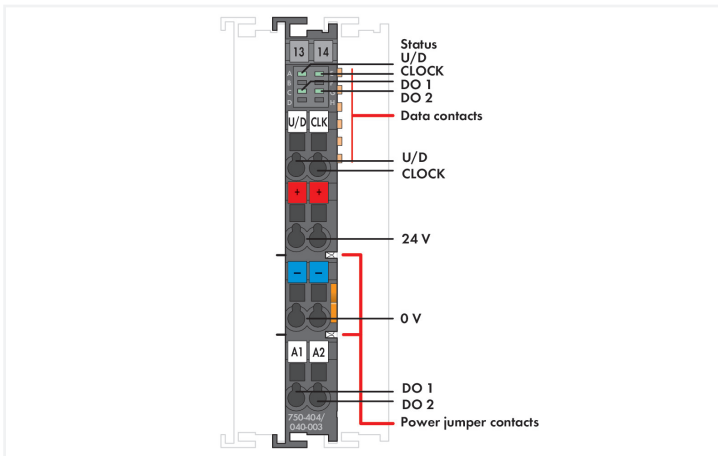 13 14
Status
U/D
CLOCK
DO 1
DO 2
A E
B F
C G
D H
Data contacts
U/D CLK
U/D
CLOCK
+ +
24 V
− −
0 V
A1 A2
DO 1
DO 2
750-404/
040-003
Power jumper contacts